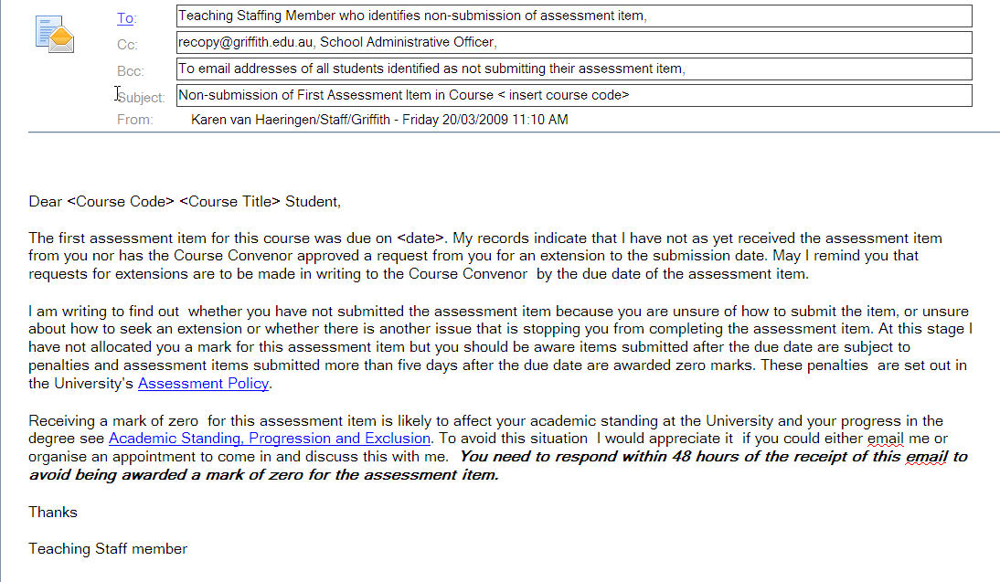 To: Teaching Staffing Member who identifies non-submission of assessment item,
Cc: recopy@griffith.edu.au, School Administrative Officer,
Bcc: To email addresses of all students identified as not submitting their assessment item,
Subject: Non-submission of First Assessment Item in Course < insert course code>
From: Karen van Haeringen/Staff/Griffith - Friday 20/03/2009 11:10 AM
Dear <Course Code> <Course Title> Student,
The first assessment item for this course was due on <date>. My records indicate that I have not as yet received the assessment item
from you nor has the Course Convenor approved a request from you for an extension to the submission date. May I remind you that
requests for extensions are to be made in writing to the Course Convenor  by the due date of the assessment item.
I am writing to find out  whether you have not submitted the assessment item because you are unsure of how to submit the item, or unsure
about how to seek an extension or whether there is another issue that is stopping you from completing the assessment item. At this stage I
have not allocated you a mark for this assessment item but you should be aware items submitted after the due date are subject to
penalties and assessment items submitted more than five days after the due date are awarded zero marks. These penalties  are set out in
the University's Assessment Policy.
Receiving a mark of zero  for this assessment item is likely to affect your academic standing at the University and your progress in the
degree see Academic Standing, Progression and Exclusion. To avoid this situation  I would appreciate it  if you could either email me or
organise an appointment to come in and discuss this with me.  You need to respond within 48 hours of the receipt of this email to
avoid being awarded a mark of zero for the assessment item.
Thanks
Teaching Staff member